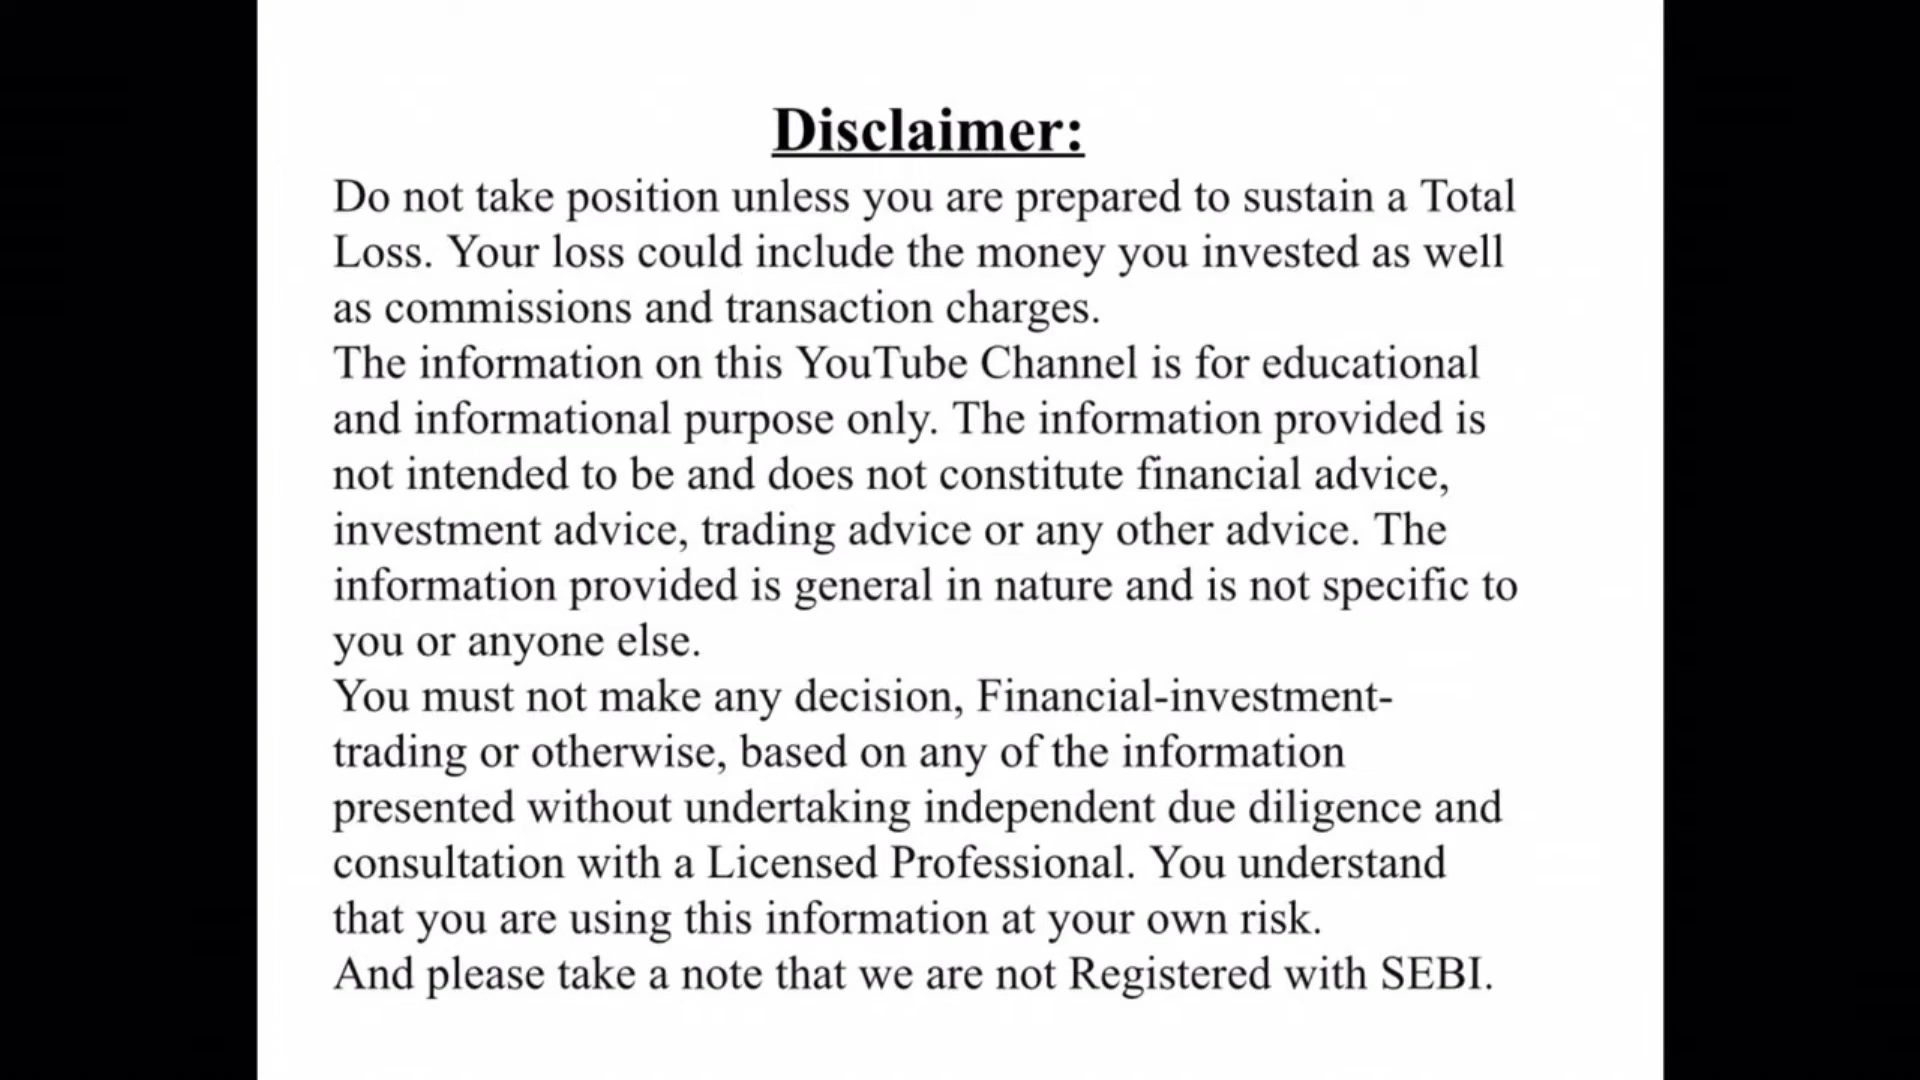 Disclaimer:
Do not take position unless you are prepared to sustain a Total
Loss. Your loss could include the money you invested as well
as commissions and transaction charges.
The information on this YouTube Channel is for educational
and informational purpose only. The information provided is
not intended to be and does not constitute financial advice,
investment advice, trading advice or any other advice. The
information provided is general in nature and is not specific to
you or anyone else.
You must not make any decision, Financial-investment-
trading or otherwise, based on any of the information
presented without undertaking independent due diligence and
consultation with a Licensed Professional. You understand
that you are using this information at your own risk.
And please take a note that we are not Registered with SEBI.